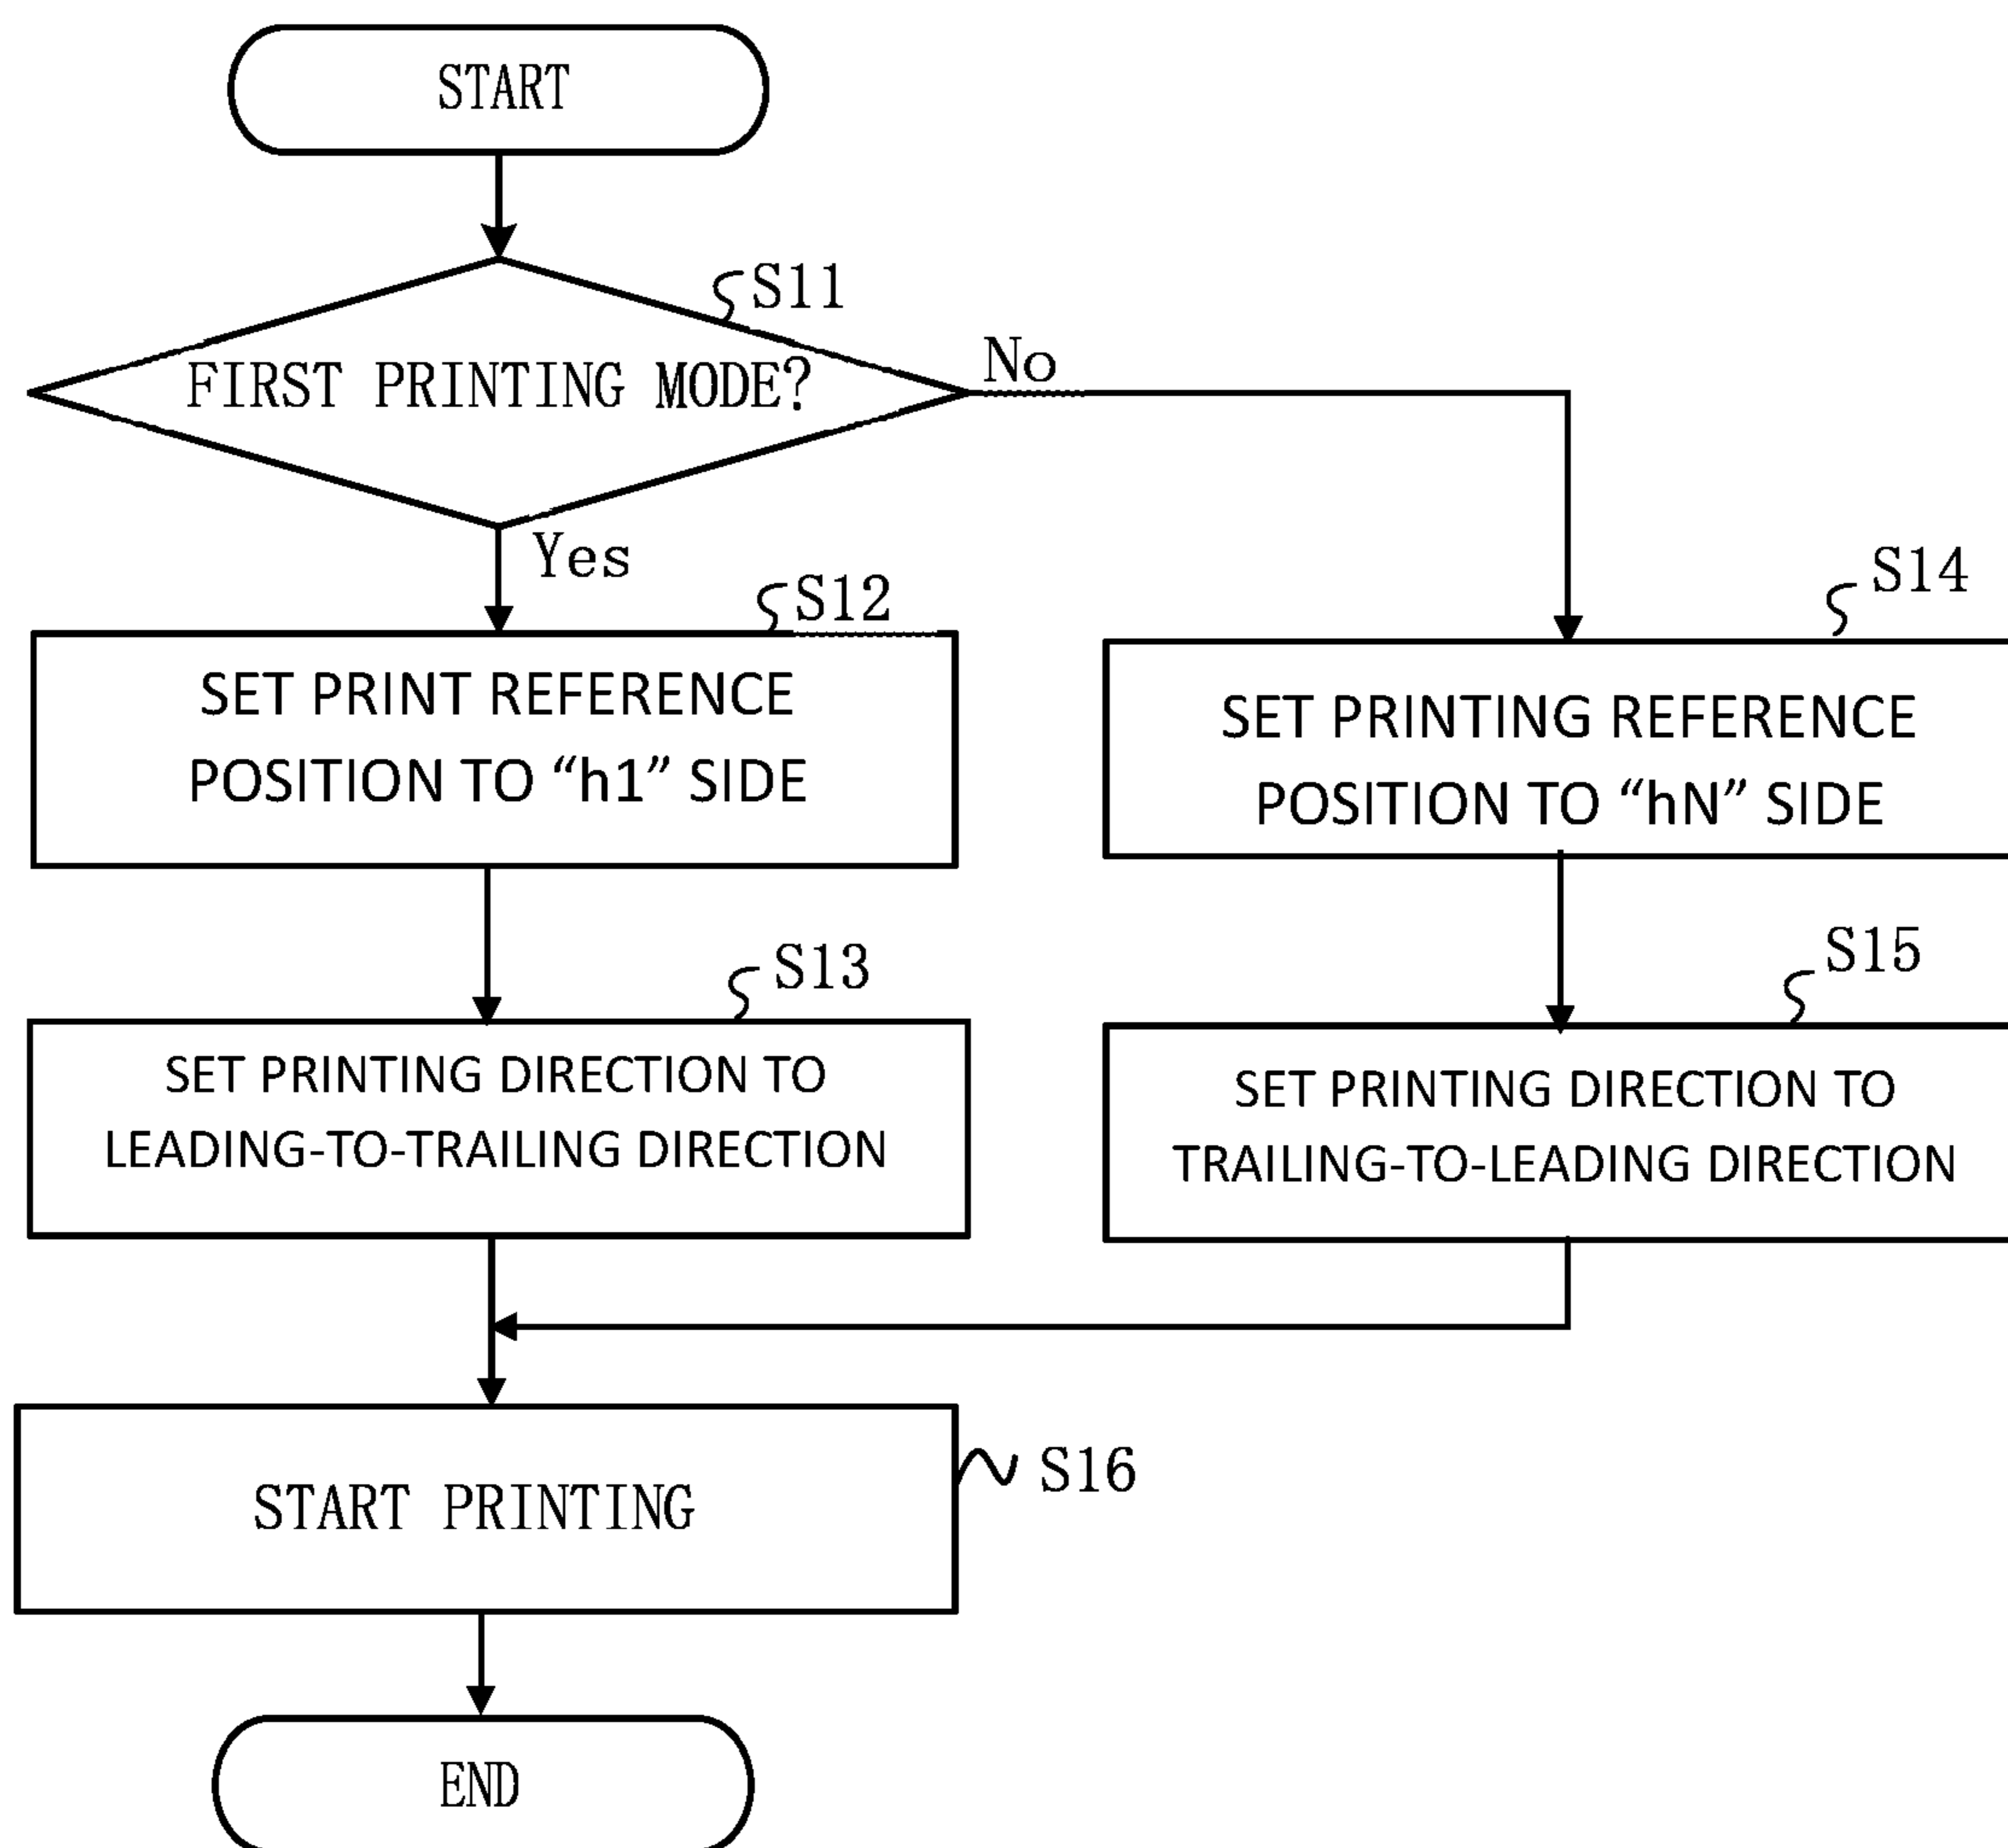 START
S11
FIRST PRINTING MODE?
No
Yes
S12
SET PRINT REFERENCE
POSITION TO “h1” SIDE
S14
SET PRINTING REFERENCE
POSITION TO “hN” SIDE
S13
SET PRINTING DIRECTION TO
LEADING-TO-TRAILING DIRECTION
S15
SET PRINTING DIRECTION TO
TRAILING-TO-LEADING DIRECTION
START PRINTING
S16
END